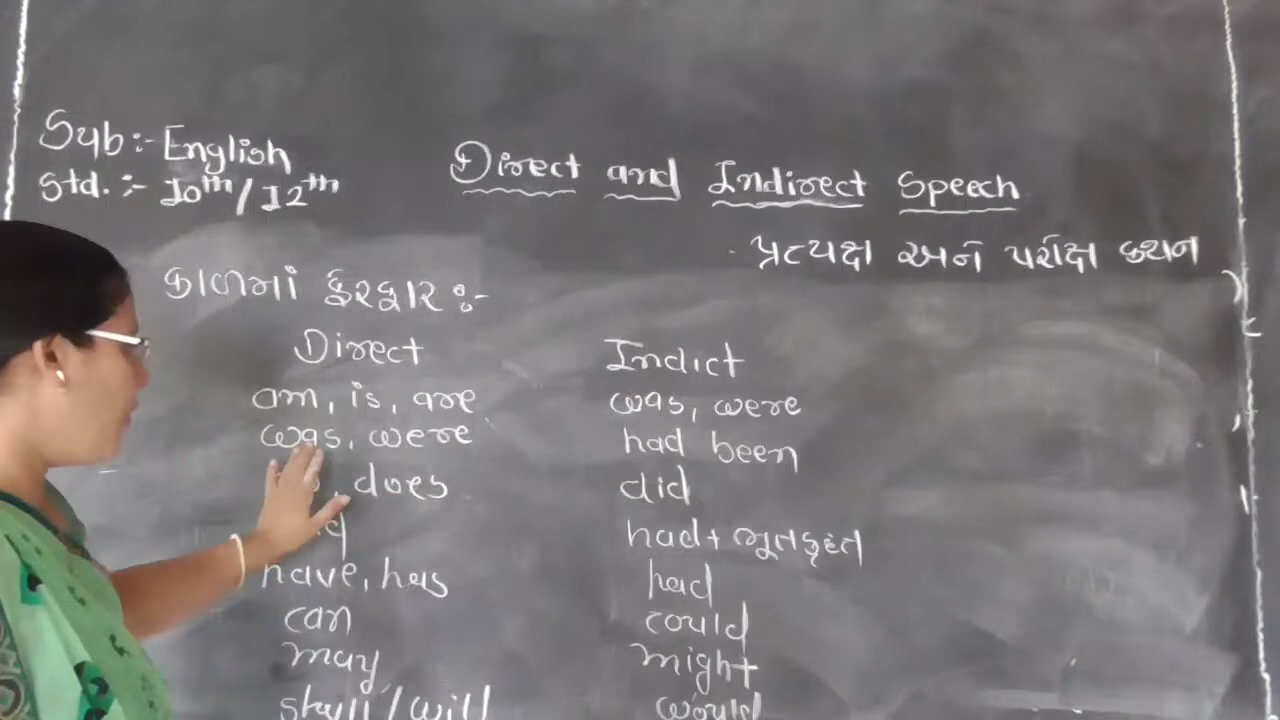 Sub:- English
Std. :- 10th/12th
Direct and Indirect Speech
પ્રત્યક્ષ અને પરોક્ષ કથન
કાળમાં ફેરફાર :-
Direct Indict
am, is, are was, were
was, were had been
, does did
had + ભૂતકૃદંત
have, has had
can could
may might
shall / will would